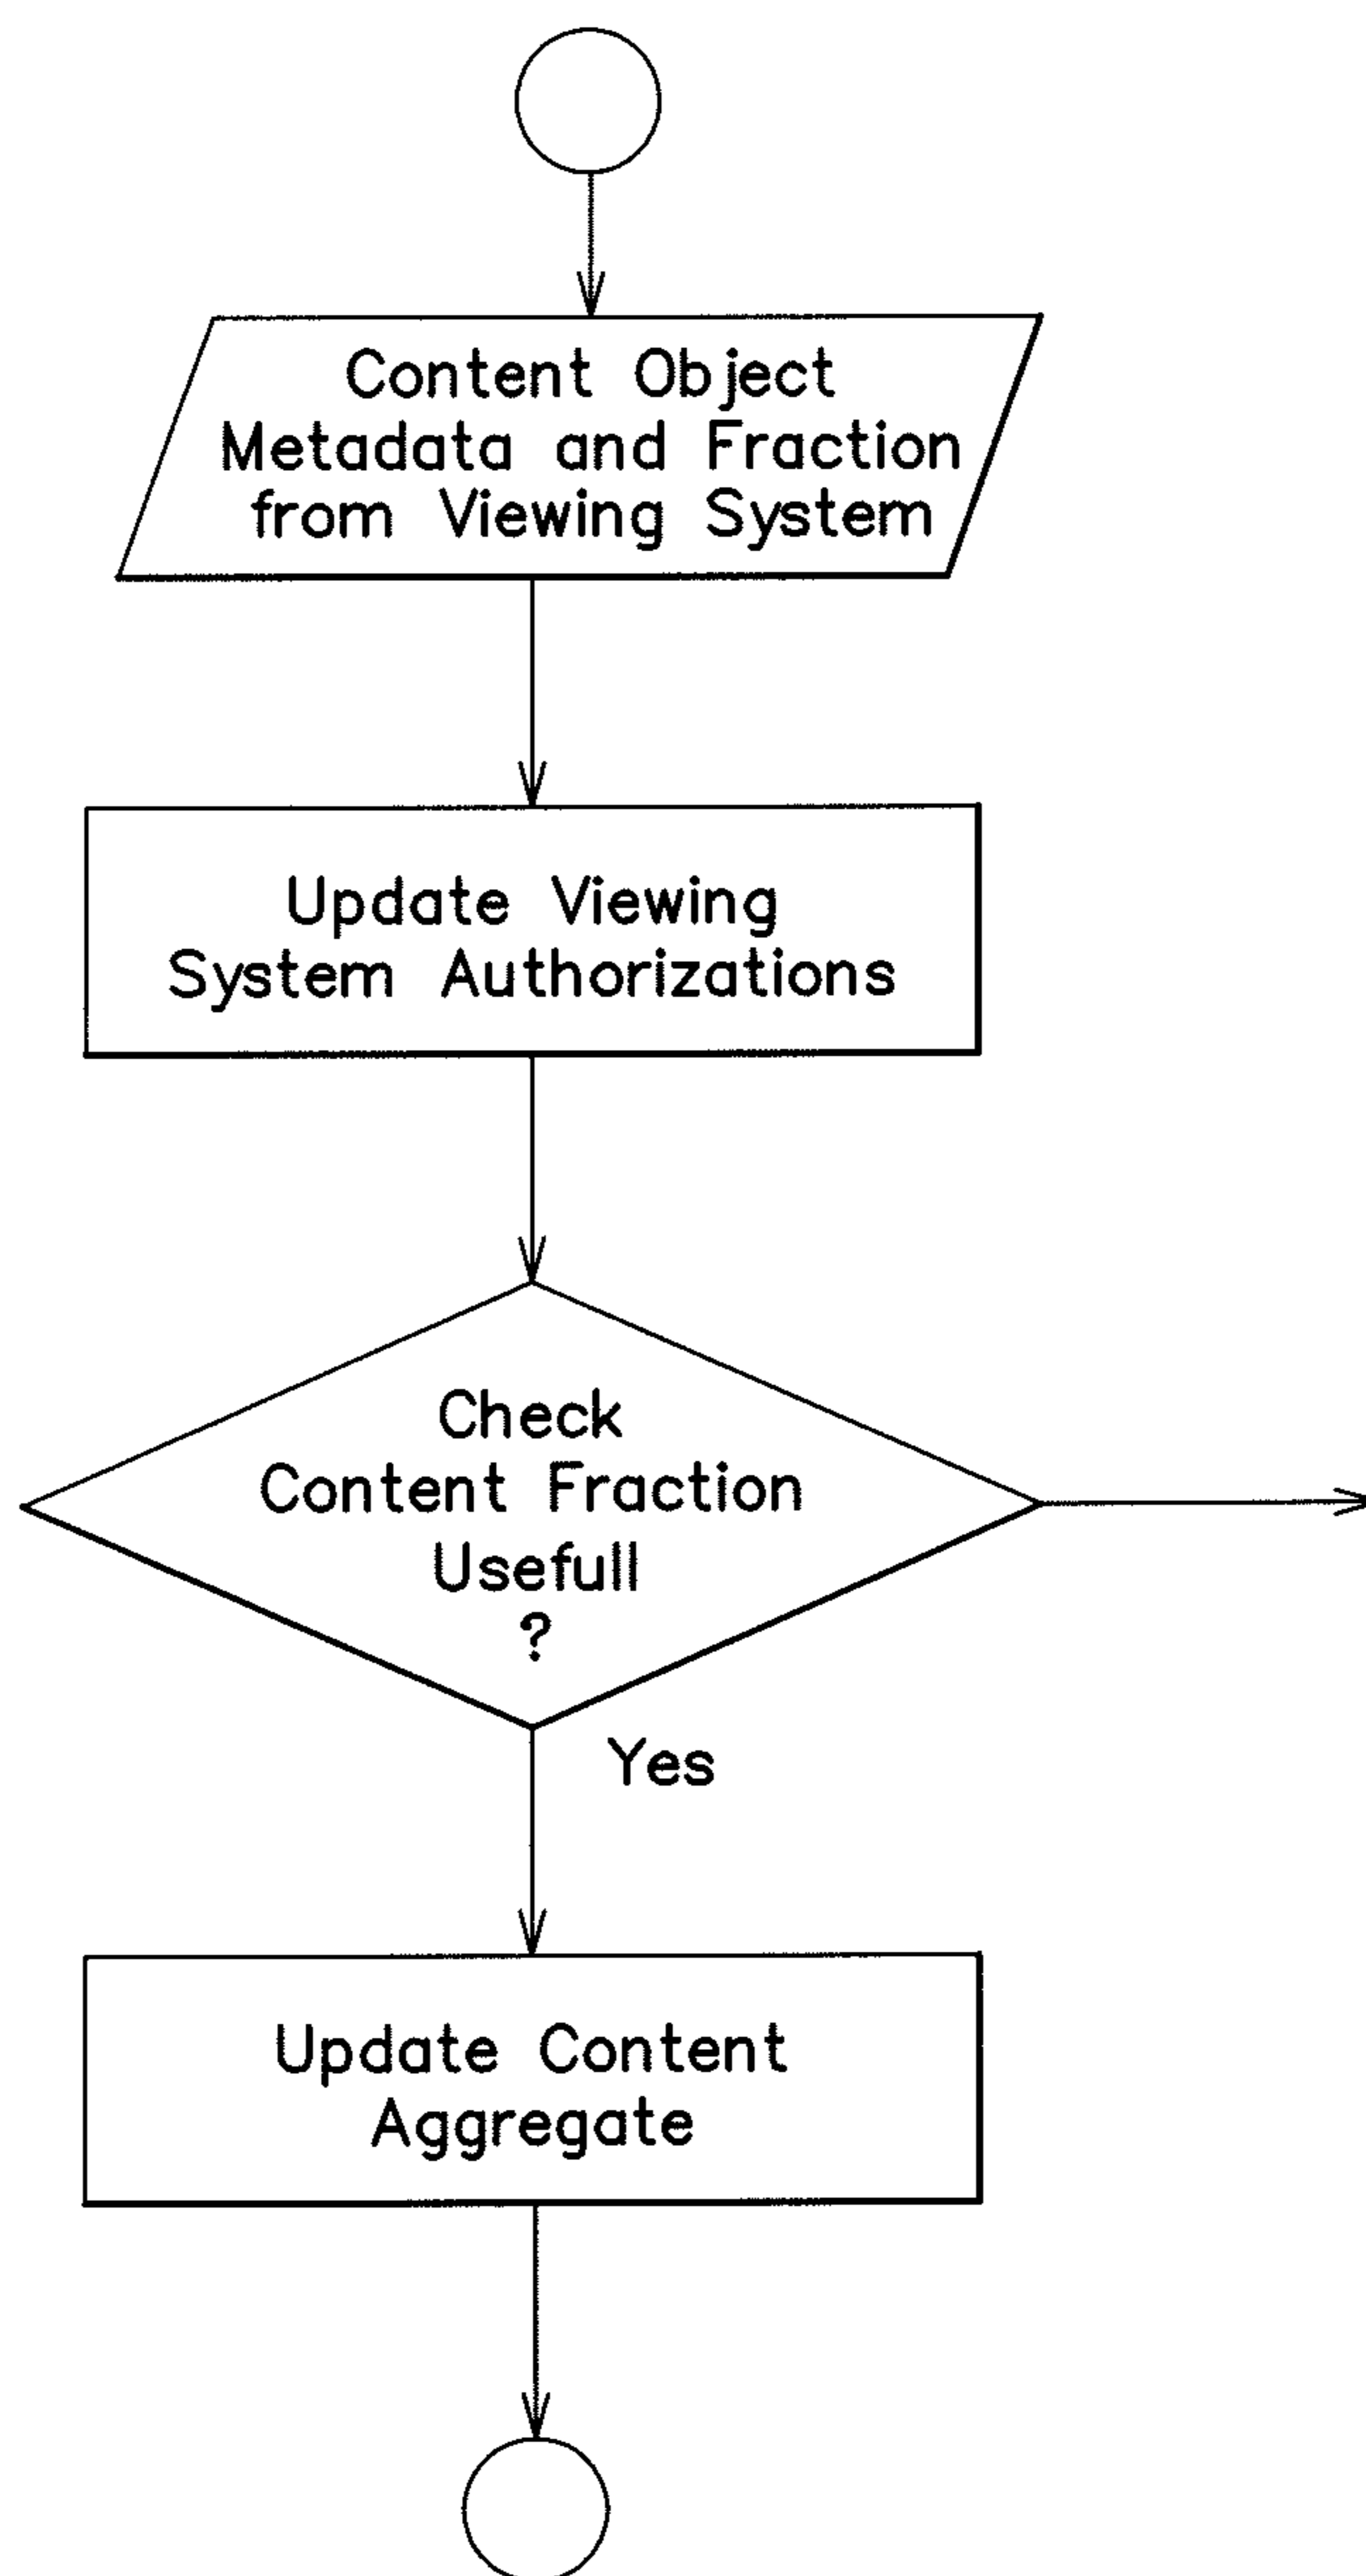 Content Object
Metadata and Fraction
from Viewing System
Update Viewing
System Authorizations
Check
Content Fraction
Usefull
?
Yes
Update Content
Aggregate